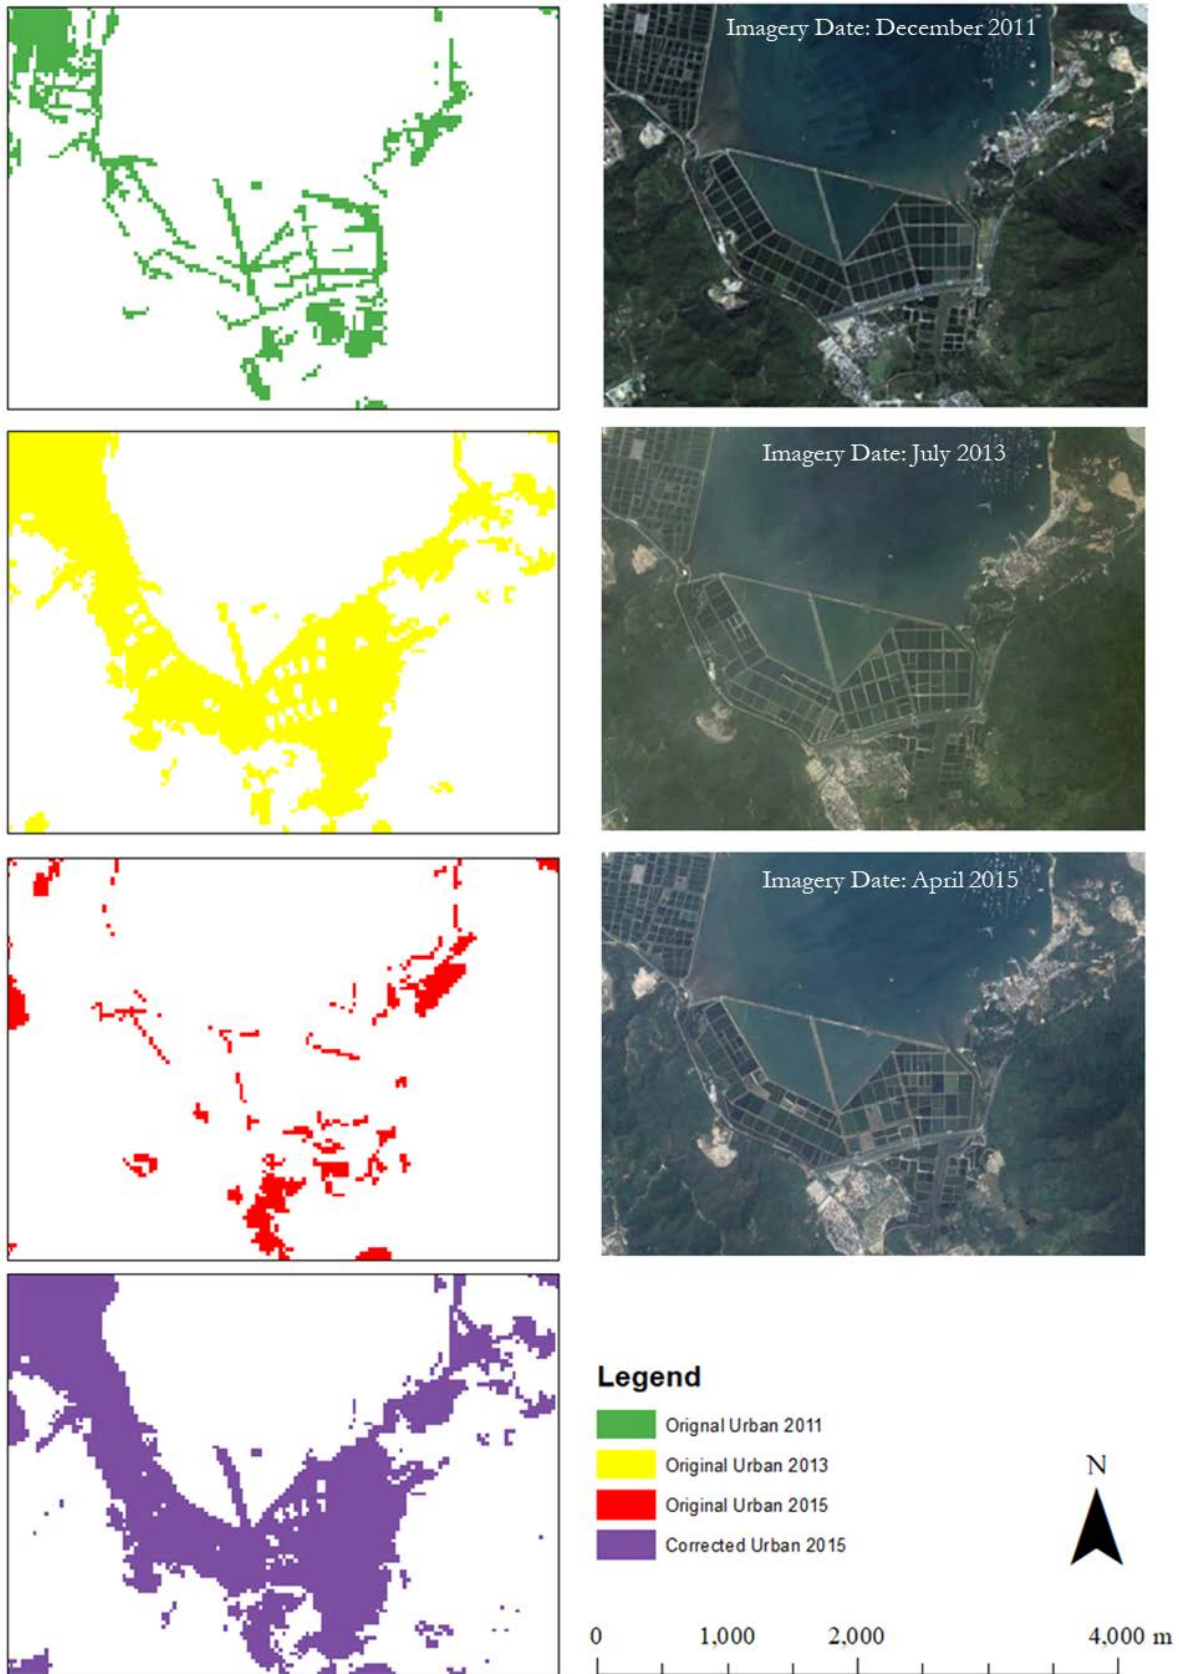 Imagery Date: December 2011
Imagery Date: July 2013
Imagery Date: April 2015
Legend
Orignal Urban 2011
Original Urban 2013
Original Urban 2015
Corrected Urban 2015
N
0 1,000 2,000 4,000 m